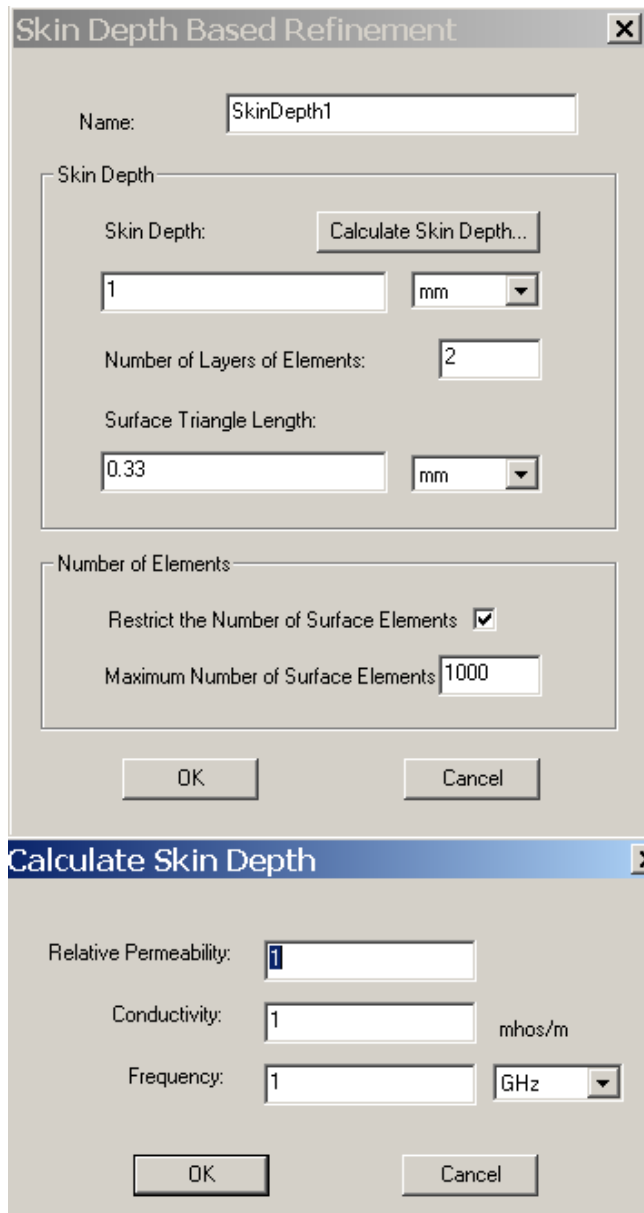 Skin Depth Based Refinement
Name: SkinDepth1
Skin Depth
Skin Depth: Calculate Skin Depth...
1 mm
Number of Layers of Elements: 2
Surface Triangle Length:
0.33 mm
Number of Elements
Restrict the Number of Surface Elements
Maximum Number of Surface Elements 1000
OK Cancel
Calculate Skin Depth
Relative Permeability: 1
Conductivity: 1 mhos/m
Frequency: 1 GHz
OK Cancel